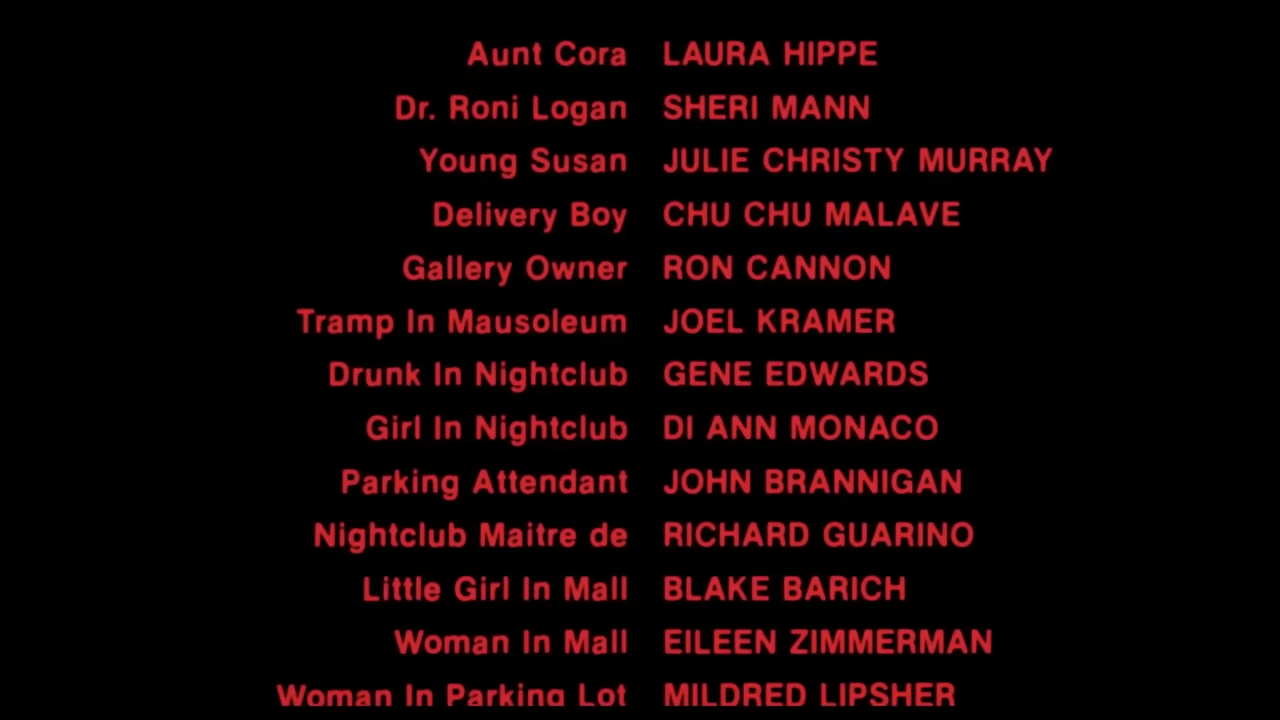 Aunt Cora LAURA HIPPE
Dr. Roni Logan SHERI MANN
Young Susan JULIE CHRISTY MURRAY
Delivery Boy CHU CHU MALAVE
Gallery Owner RON CANNON
Tramp In Mausoleum JOEL KRAMER
Drunk In Nightclub GENE EDWARDS
Girl In Nightclub DI ANN MONACO
Parking Attendant JOHN BRANNIGAN
Nightclub Maitre de RICHARD GUARINO
Little Girl In Mall BLAKE BARICH
Woman In Mall EILEEN ZIMMERMAN
Woman In Parking Lot MILDRED LIPSHER